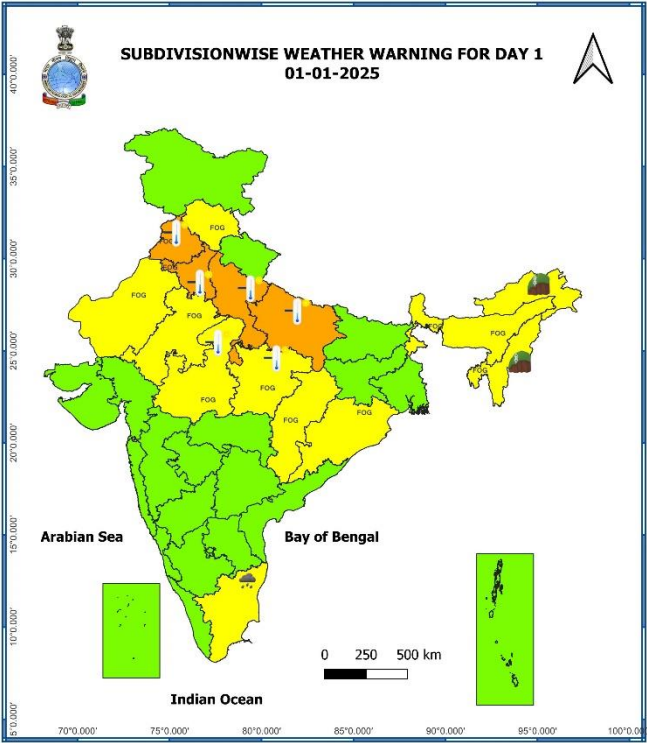 SUBDIVISIONWISE WEATHER WARNING FOR DAY 1
01-01-2025
40°0.000'
35°0.000'
30°0.000'
25°0.000'
20°0.000'
15°0.000'
10°0.000'
5°0.000'
FOG
FOG
FOG
FOG
FOG
FOG
FOG
FOG
FOG
FOG
FOG
FOG
Arabian Sea
Bay of Bengal
0 250 500 km
Indian Ocean
70°0.000' 75°0.000' 80°0.000' 85°0.000' 90°0.000' 95°0.000' 100°0.000'